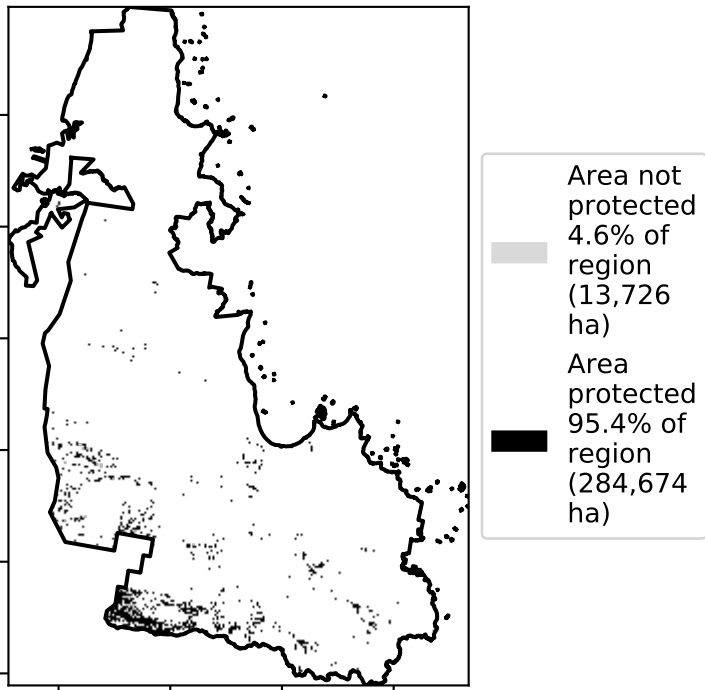 Area not
protected
4.6% of
region
(13,726
ha)
Area
protected
95.4% of
region
(284,674
ha)